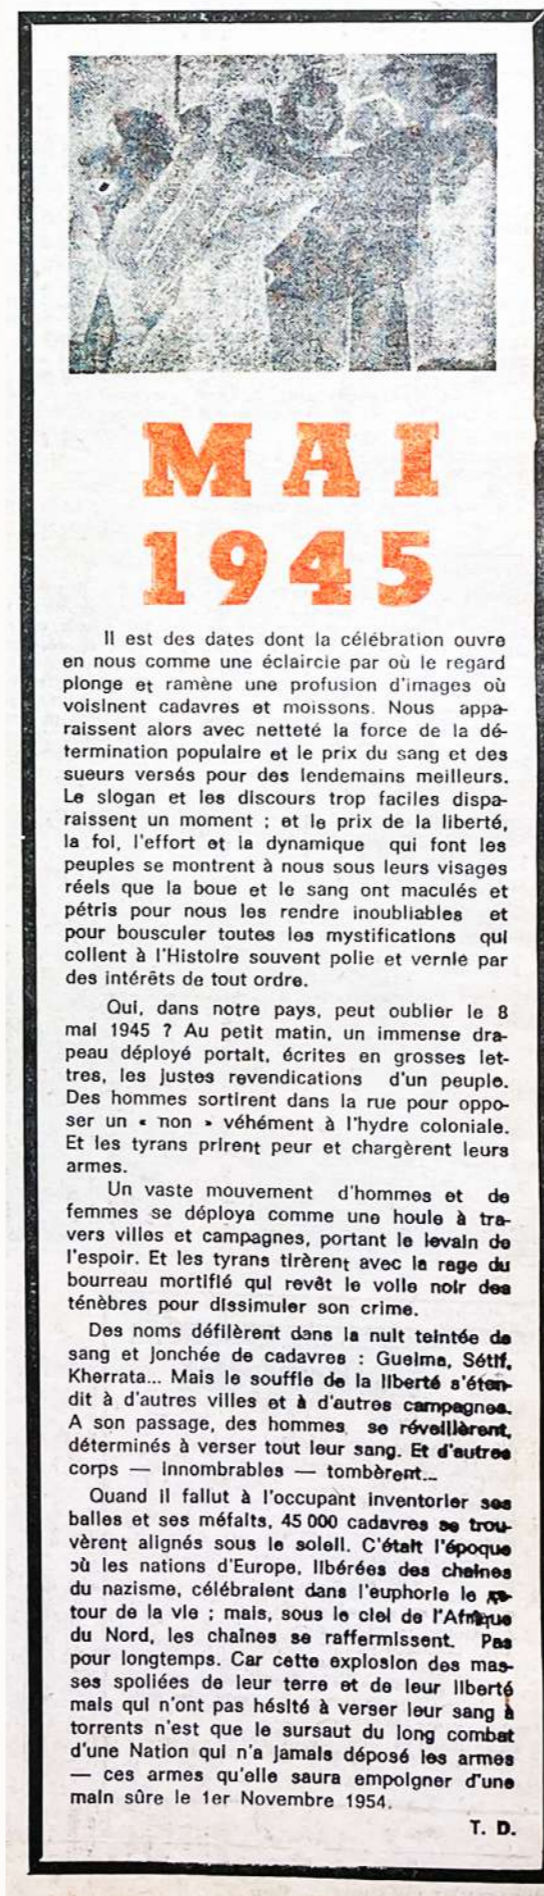 MAI
1945
Il est des dates dont la célébration ouvre
en nous comme une éclaircie par où le regard
plonge et ramène une profusion d'images où
voisinent cadavres et moissons. Nous appa-
raissent alors avec netteté la force de la dé-
termination populaire et le prix du sang et des
sueurs versés pour des lendemains meilleurs.
Le slogan et les discours trop faciles dispa-
raissent un moment ; et le prix de la liberté,
la foi, l'effort et la dynamique qui font les
peuples se montrent à nous sous leurs visages
réels que la boue et le sang ont maculés et
pétris pour nous les rendre inoubliables et
pour bousculer toutes les mystifications qui
collent à l'Histoire souvent polie et vernie par
des intérêts de tout ordre.
Qui, dans notre pays, peut oublier le 8
mai 1945 ? Au petit matin, un immense dra-
peau déployé portait, écrites en grosses let-
tres, les justes revendications d'un peuple.
Des hommes sortirent dans la rue pour oppo-
ser un « non » véhément à l'hydre coloniale.
Et les tyrans prirent peur et chargèrent leurs
armes.
Un vaste mouvement d'hommes et de
femmes se déploya comme une houle à tra-
vers villes et campagnes, portant le levain de
l'espoir. Et les tyrans tirèrent avec la rage du
bourreau mortifié qui revêt le voile noir des
ténèbres pour dissimuler son crime.
Des noms défilèrent dans la nuit teintée de
sang et jonchée de cadavres : Guelma, Sétif,
Kherrata... Mais le souffle de la liberté s'éten-
dit à d'autres villes et à d'autres campagnes.
A son passage, des hommes se réveillèrent,
déterminés à verser tout leur sang. Et d'autres
corps — innombrables — tombèrent...
Quand il fallut à l'occupant inventorier ses
balles et ses méfaits, 45 000 cadavres se trou-
vèrent alignés sous le soleil. C'était l'époque
où les nations d'Europe, libérées des chaînes
du nazisme, célébraient dans l'euphorie le re-
tour de la vie ; mais, sous le ciel de l'Afrique
du Nord, les chaînes se raffermissent. Pas
pour longtemps. Car cette explosion des mas-
ses spoliées de leur terre et de leur liberté
mais qui n'ont pas hésité à verser leur sang à
torrents n'est que le sursaut du long combat
d'une Nation qui n'a jamais déposé les armes
— ces armes qu'elle saura empoigner d'une
main sûre le 1er Novembre 1954.
T. D.